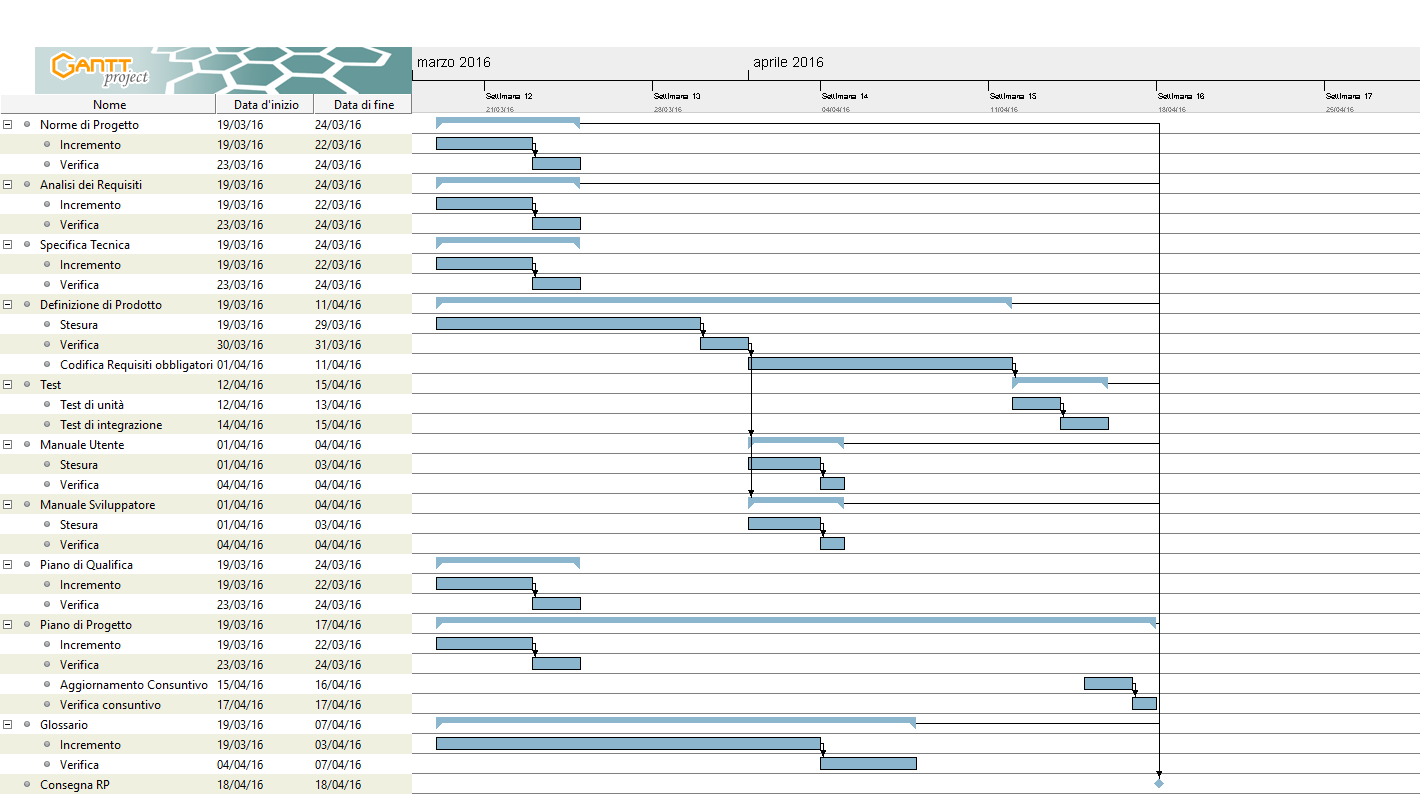 GANTT
project
marzo 2016 aprile 2016
Settimana 12 Settimana 13 Settimana 14 Settimana 15 Settimana 16 Settimana 17
21/03/16 28/03/16 04/04/16 11/04/16 18/04/16 25/04/16
Nome Data d'inizio Data di fine
Norme di Progetto 19/03/16 24/03/16
Incremento 19/03/16 22/03/16
Verifica 23/03/16 24/03/16
Analisi dei Requisiti 19/03/16 24/03/16
Incremento 19/03/16 22/03/16
Verifica 23/03/16 24/03/16
Specifica Tecnica 19/03/16 24/03/16
Incremento 19/03/16 22/03/16
Verifica 23/03/16 24/03/16
Definizione di Prodotto 19/03/16 11/04/16
Stesura 19/03/16 29/03/16
Verifica 30/03/16 31/03/16
Codifica Requisiti obbligatori 01/04/16 11/04/16
Test 12/04/16 15/04/16
Test di unità 12/04/16 13/04/16
Test di integrazione 14/04/16 15/04/16
Manuale Utente 01/04/16 04/04/16
Stesura 01/04/16 03/04/16
Verifica 04/04/16 04/04/16
Manuale Sviluppatore 01/04/16 04/04/16
Stesura 01/04/16 03/04/16
Verifica 04/04/16 04/04/16
Piano di Qualifica 19/03/16 24/03/16
Incremento 19/03/16 22/03/16
Verifica 23/03/16 24/03/16
Piano di Progetto 19/03/16 17/04/16
Incremento 19/03/16 22/03/16
Verifica 23/03/16 24/03/16
Aggiornamento Consuntivo 15/04/16 16/04/16
Verifica consuntivo 17/04/16 17/04/16
Glossario 19/03/16 07/04/16
Incremento 19/03/16 03/04/16
Verifica 04/04/16 07/04/16
Consegna RP 18/04/16 18/04/16